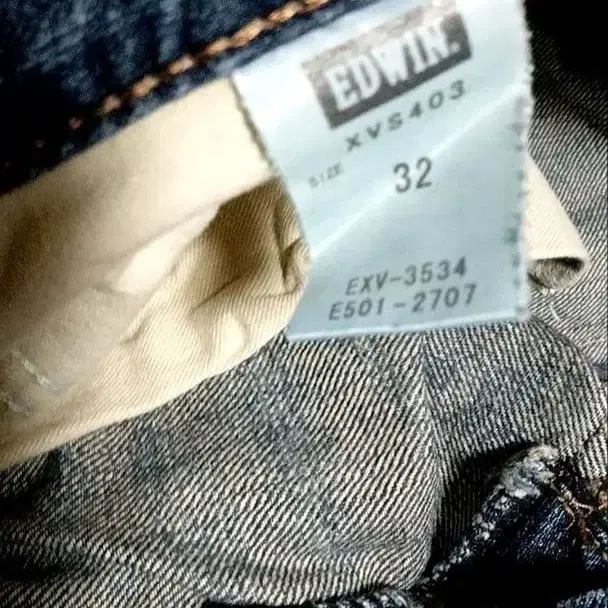 EDWIN.
XVS403
SIZE 32
EXV-3534
E501-2707